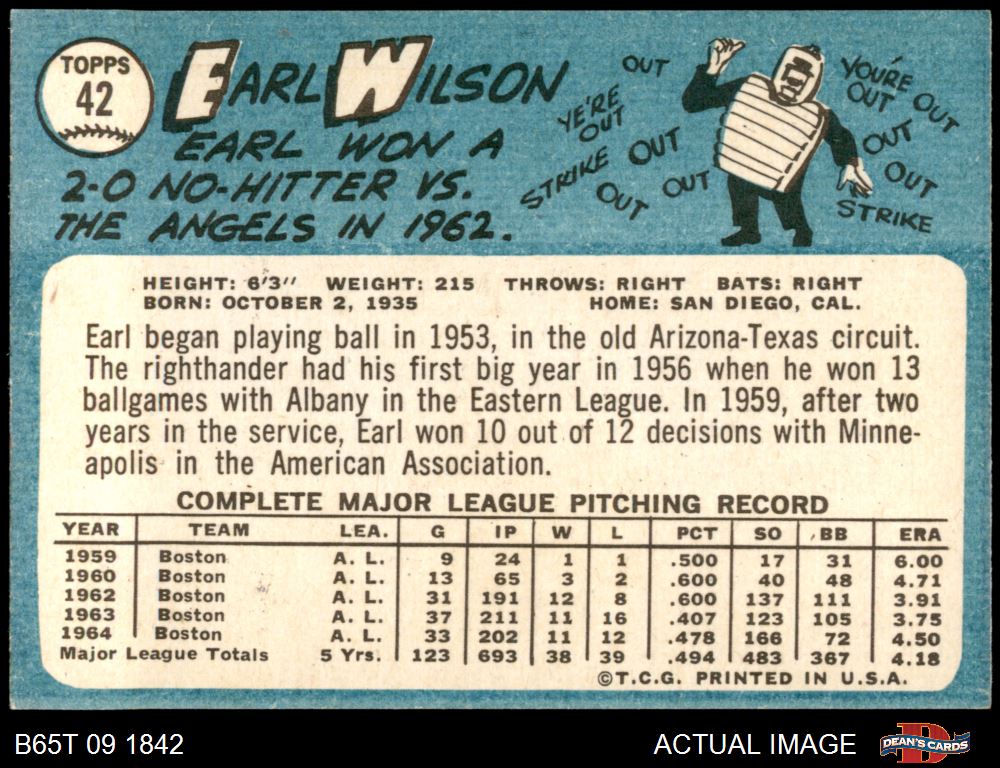 TOPPS
42
EARL WILSON
EARL WON A
2-0 NO-HITTER VS.
THE ANGELS IN 1962.
OUT
YE'RE
OUT
STRIKE
OUT
OUT
OUT
YOU'RE
OUT
OUT
OUT
OUT
STRIKE
HEIGHT: 6'3" WEIGHT: 215 THROWS: RIGHT BATS: RIGHT
BORN: OCTOBER 2, 1935 HOME: SAN DIEGO, CAL.
Earl began playing ball in 1953, in the old Arizona-Texas circuit.
The righthander had his first big year in 1956 when he won 13
ballgames with Albany in the Eastern League. In 1959, after two
years in the service, Earl won 10 out of 12 decisions with Minne-
apolis in the American Association.
COMPLETE MAJOR LEAGUE PITCHING RECORD
YEAR TEAM LEA. G IP W L PCT SO BB ERA
1959 Boston A. L. 9 24 1 1 .500 17 31 6.00
1960 Boston A. L. 13 65 3 2 .600 40 48 4.71
1962 Boston A. L. 31 191 12 8 .600 137 111 3.91
1963 Boston A. L. 37 211 11 16 .407 123 105 3.75
1964 Boston A. L. 33 202 11 12 .478 166 72 4.50
Major League Totals 5 Yrs. 123 693 38 39 .494 483 367 4.18
©T.C.G. PRINTED IN U.S.A.
B65T 09 1842
ACTUAL IMAGE
DEAN'S CARDS